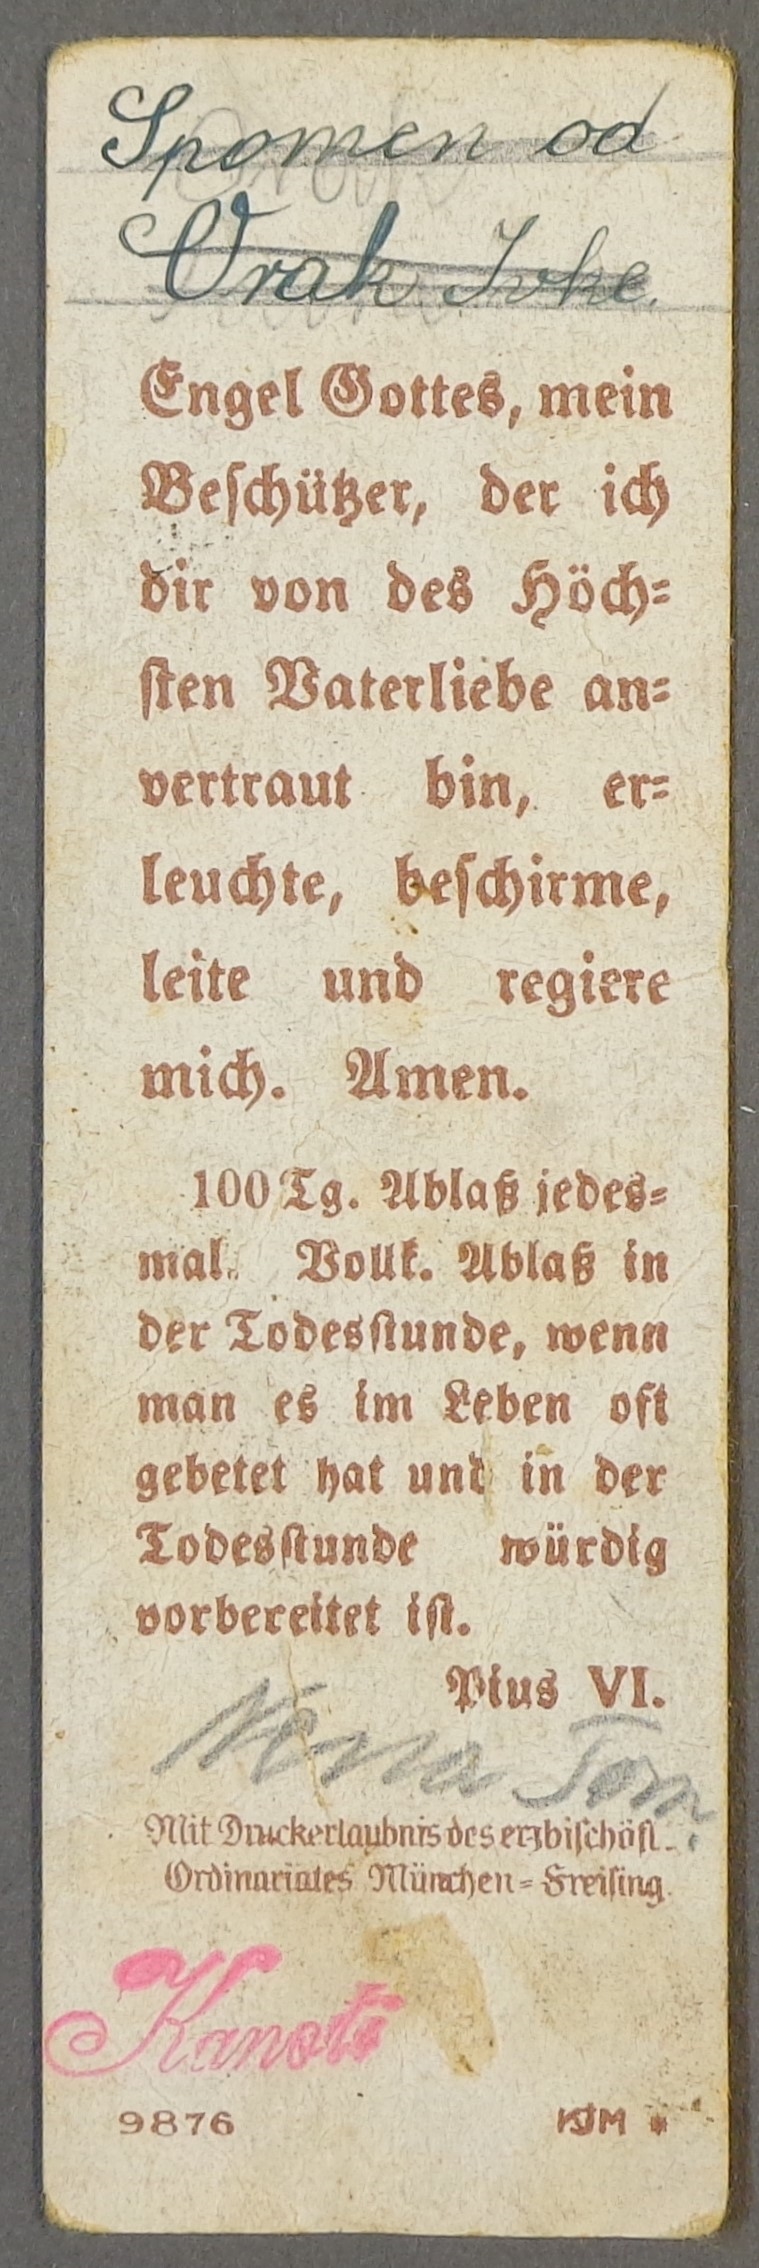 Spomen od
Vrak Ivke.
Engel Gottes, mein
Beschützer, der ich
dir von des Höch=
sten Vaterliebe an=
vertraut bin, er=
leuchte, beschirme,
leite und regiere
mich. Amen.
100 Tg. Ablaß jedes=
mal. Vollk. Ablaß in
der Todesstunde, wenn
man es im Leben oft
gebetet hat und in der
Todesstunde würdig
vorbereitet ist.
Pius VI.
Mit Druckerlaubnis des erzbischöfl.
Ordinariates München=Freising.
9876